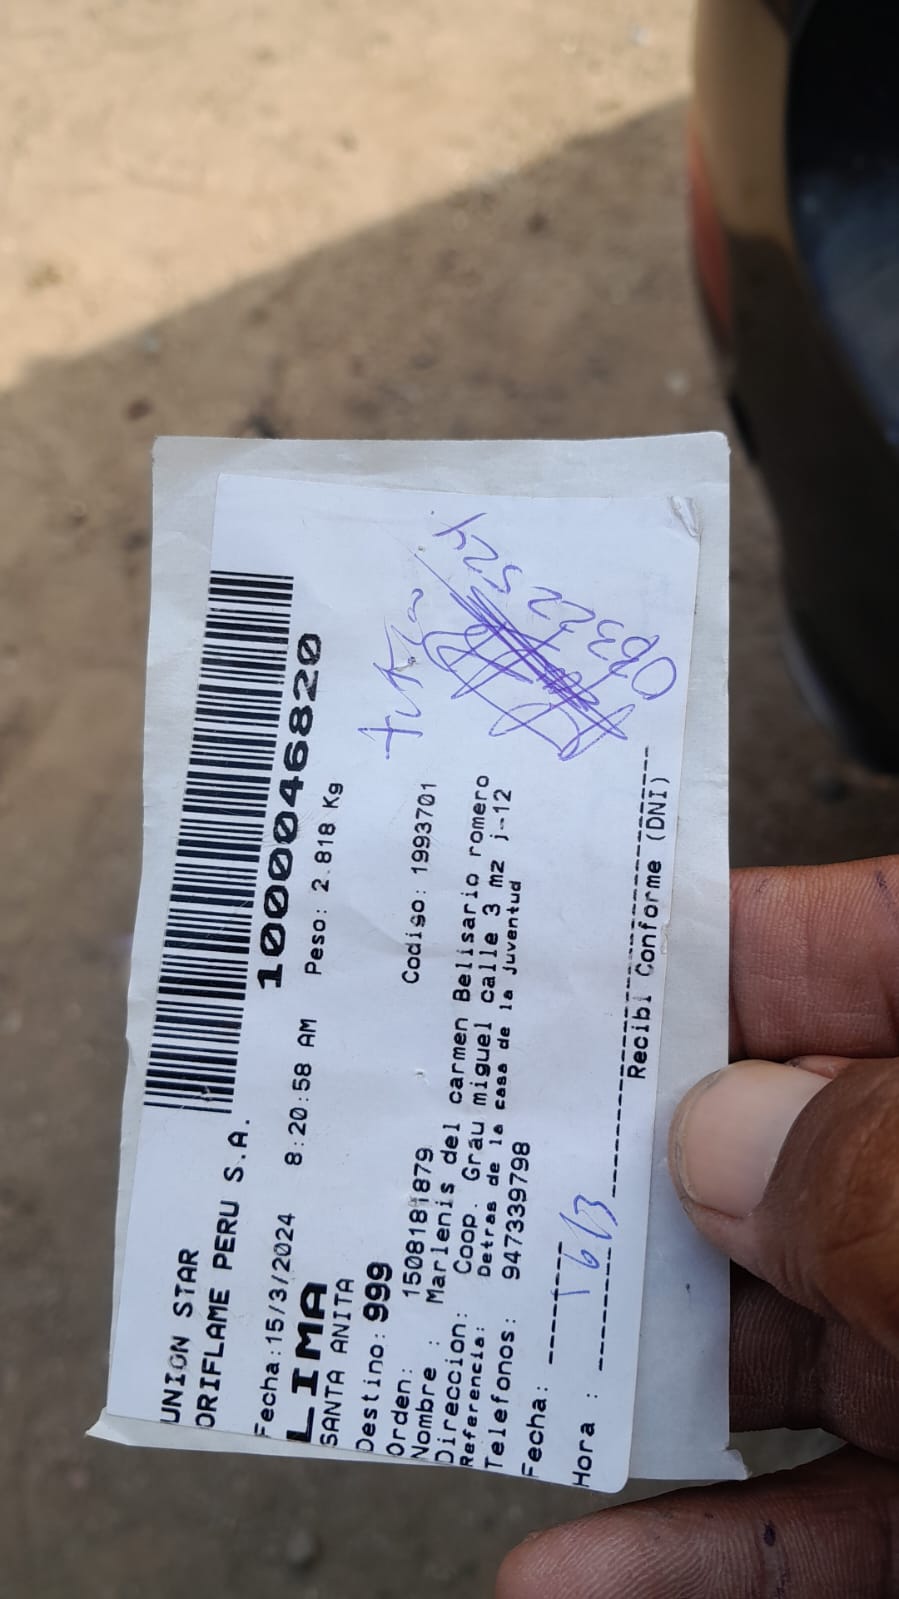 UNION STAR
ORIFLAME PERU S.A.
10000046820
Fecha:15/3/2024 8:20:58 AM Peso: 2.818 Kg
LIMA
SANTA ANITA
Destino: 999
Orden: 1508181879 Codigo: 1993701
Nombre : Marlenis del carmen Belisario romero
Direccion: Coop. Grau miguel calle 3 mz j-12
Referencia: Detras de la casa de la juventud
Telefonos: 947339798
Fecha: 16/3
Hora :
Recibi Conforme (DNI)